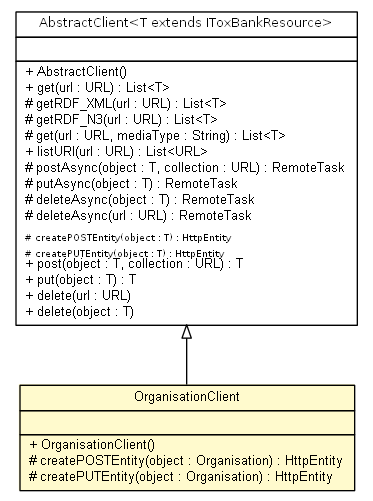 AbstractClient<T extends IToxBankResource>
+ AbstractClient()
+ get(url : URL) : List<T>
# getRDF_XML(url : URL) : List<T>
# getRDF_N3(url : URL) : List<T>
# get(url : URL, mediaType : String) : List<T>
+ listURI(url : URL) : List<URL>
# postAsync(object : T, collection : URL) : RemoteTask
# putAsync(object : T) : RemoteTask
# deleteAsync(object : T) : RemoteTask
# deleteAsync(url : URL) : RemoteTask
# createPOSTEntity(object : T) : HttpEntity
# createPUTEntity(object : T) : HttpEntity
+ post(object : T, collection : URL) : T
+ put(object : T) : T
+ delete(url : URL)
+ delete(object : T)
OrganisationClient
+ OrganisationClient()
# createPOSTEntity(object : Organisation) : HttpEntity
# createPUTEntity(object : Organisation) : HttpEntity